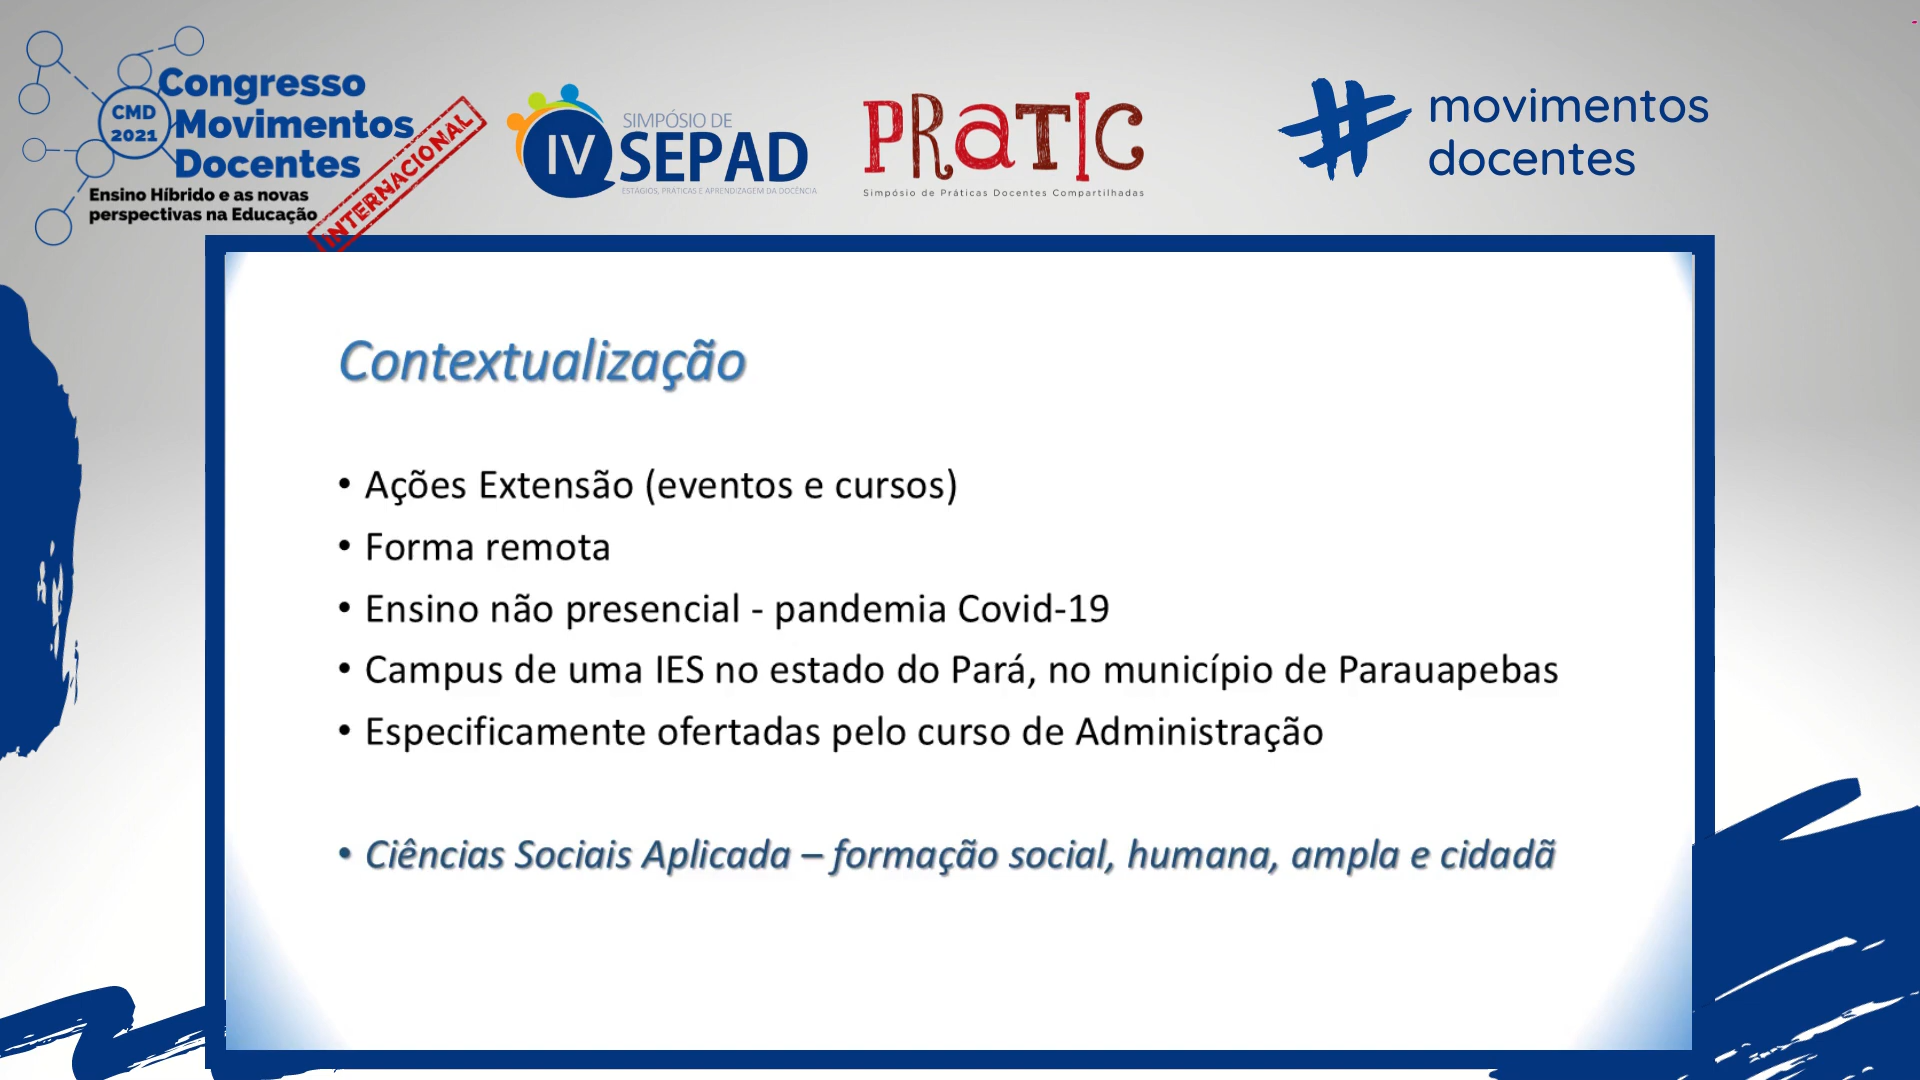 Congresso
Movimentos
Docentes
CMD
2021
Ensino Híbrido e as novas
perspectivas na Educação
INTERNACIONAL
SIMPÓSIO DE
IV SEPAD
ESTÁGIOS, PRÁTICAS E APRENDIZAGEM DA DOCÊNCIA
PRATIC
Simpósio de Práticas Docentes Compartilhadas
movimentos
docentes
Contextualização
• Ações Extensão (eventos e cursos)
• Forma remota
• Ensino não presencial - pandemia Covid-19
• Campus de uma IES no estado do Pará, no município de Parauapebas
• Especificamente ofertadas pelo curso de Administração
• Ciências Sociais Aplicada – formação social, humana, ampla e cidadã